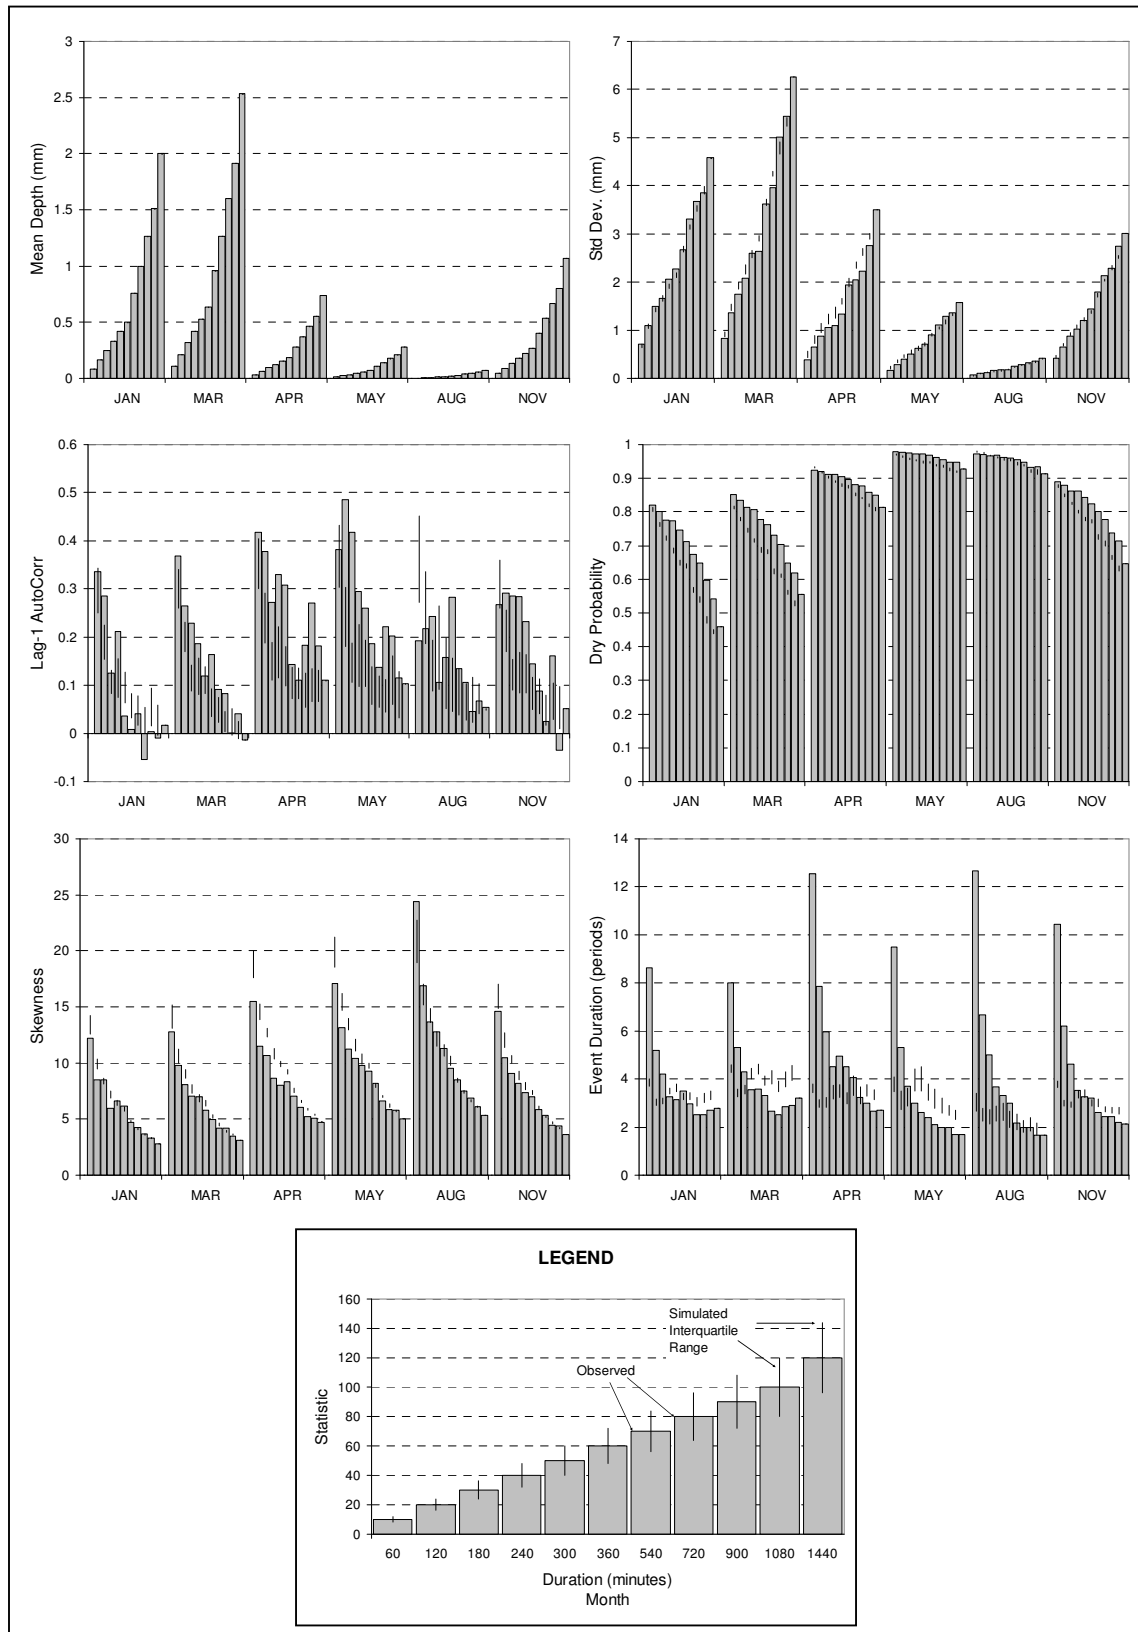 3
2.5
2
1.5
1
0.5
0
Mean Depth (mm)
JAN MAR APR MAY AUG NOV
7
6
5
4
3
2
1
0
Std Dev. (mm)
JAN MAR APR MAY AUG NOV
0.6
0.5
0.4
0.3
0.2
0.1
0
-0.1
Lag-1 AutoCorr
JAN MAR APR MAY AUG NOV
1
0.9
0.8
0.7
0.6
0.5
0.4
0.3
0.2
0.1
0
Dry Probability
JAN MAR APR MAY AUG NOV
30
25
20
15
10
5
0
Skewness
JAN MAR APR MAY AUG NOV
14
12
10
8
6
4
2
0
Event Duration (periods)
JAN MAR APR MAY AUG NOV
LEGEND
160
140
120
100
80
60
40
20
0
Statistic
Simulated
Interquartile
Range
Observed
60 120 180 240 300 360 540 720 900 1080 1440
Duration (minutes)
Month